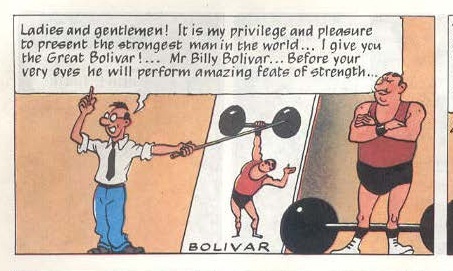 Ladies and gentlemen! It is my privilege and pleasure
to present the strongest man in the world... I give you
the Great Bolivar!... Mr Billy Bolivar... Before your
very eyes he will perform amazing feats of strength...
BOLIVAR